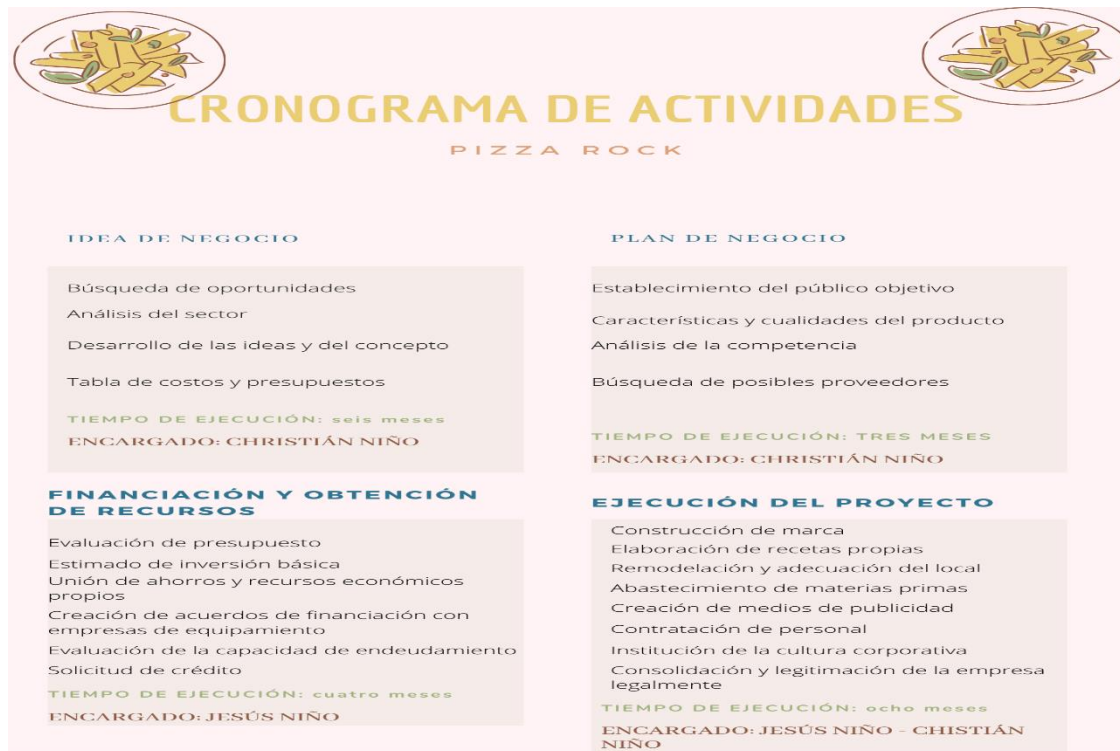 CRONOGRAMA DE ACTIVIDADES
PIZZA ROCK
IDEA DE NEGOCIO
Búsqueda de oportunidades
Análisis del sector
Desarrollo de las ideas y del concepto
Tabla de costos y presupuestos
TIEMPO DE EJECUCIÓN: seis meses
ENCARGADO: CHRISTIÁN NIÑO
PLAN DE NEGOCIO
Establecimiento del público objetivo
Características y cualidades del producto
Análisis de la competencia
Búsqueda de posibles proveedores
TIEMPO DE EJECUCIÓN: TRES MESES
ENCARGADO: CHRISTIÁN NIÑO
FINANCIACIÓN Y OBTENCIÓN
DE RECURSOS
Evaluación de presupuesto
Estimado de inversión básica
Unión de ahorros y recursos económicos
propios
Creación de acuerdos de financiación con
empresas de equipamiento
Evaluación de la capacidad de endeudamiento
Solicitud de crédito
TIEMPO DE EJECUCIÓN: cuatro meses
ENCARGADO: JESÚS NIÑO
EJECUCIÓN DEL PROYECTO
Construcción de marca
Elaboración de recetas propias
Remodelación y adecuación del local
Abastecimiento de materias primas
Creación de medios de publicidad
Contratación de personal
Institución de la cultura corporativa
Consolidación y legitimación de la empresa
legalmente
TIEMPO DE EJECUCIÓN: ocho meses
ENCARGADO: JESÚS NIÑO - CHISTIÁN
NIÑO